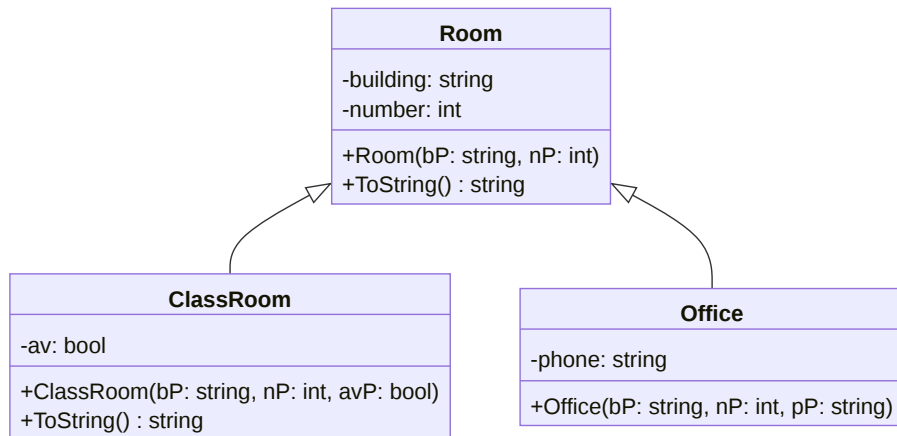 Room
-building: string
-number: int
+Room(bP: string, nP: int)
+ToString() : string
ClassRoom
-av: bool
+ClassRoom(bP: string, nP: int, avP: bool)
+ToString() : string
Office
-phone: string
+Office(bP: string, nP: int, pP: string)